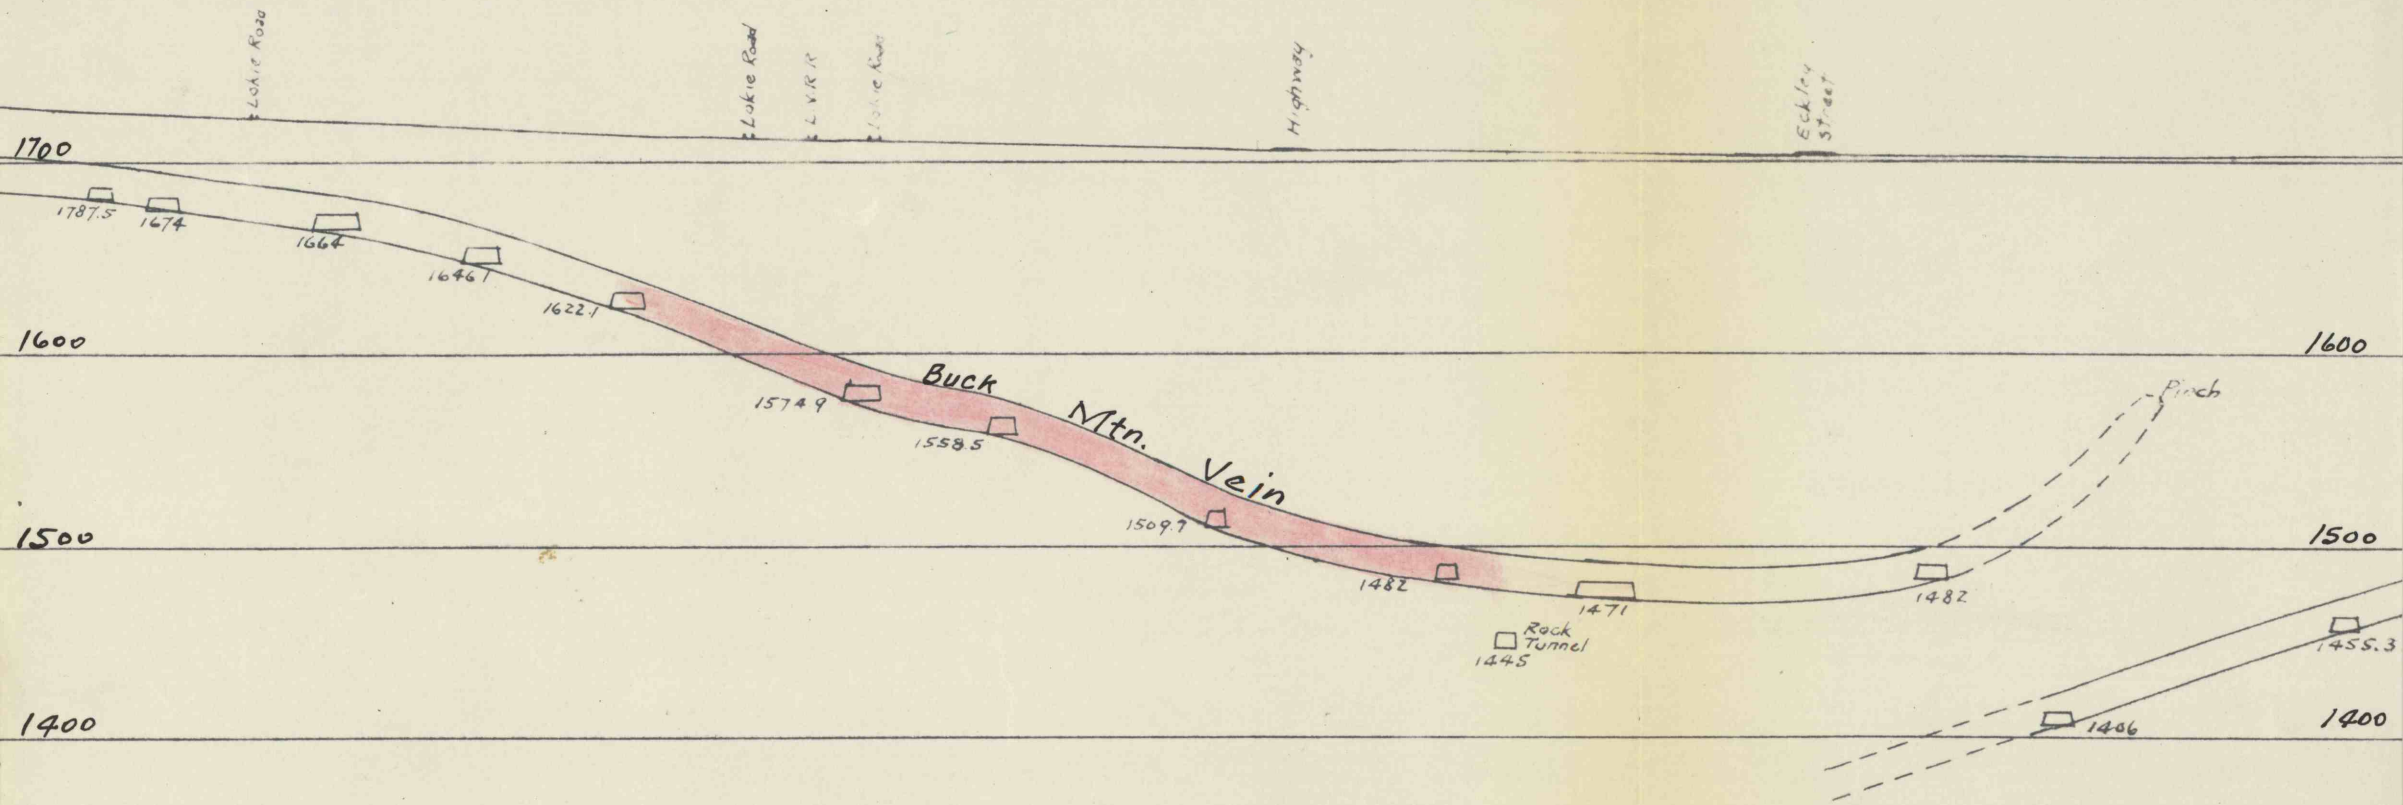 Lokie Road
Lokie Road
L.V.R.R
Lokie Road
Highway
Eckley
Street
1700
1787.5
1674
1664
1646.1
1622.1
1600
1600
Buck
Mtn.
Vein
1574.9
1558.5
Pinch
1509.7
1500
1500
1482
1471
1482
Rock
Tunnel
1445
1455.3
1400
1400
1406